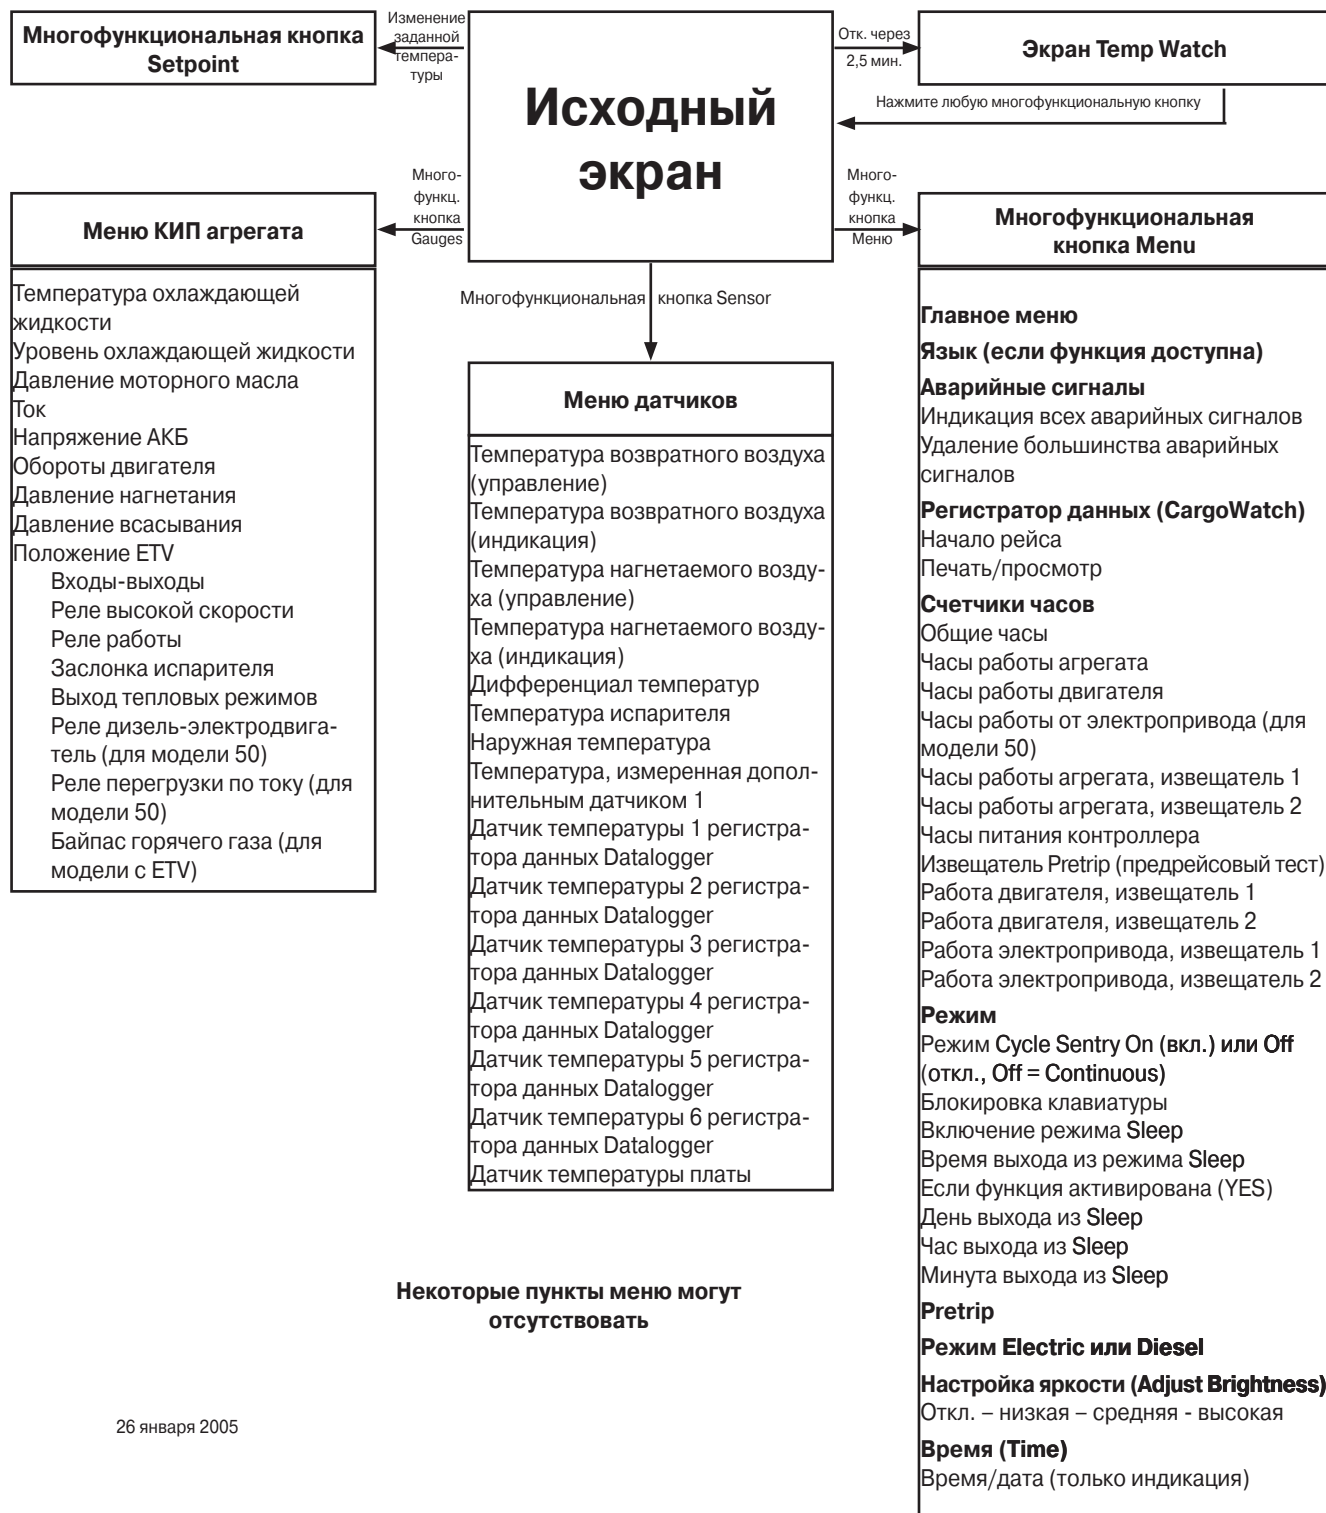 Многофункциональная кнопка
Setpoint
Изменение
заданной
темпера-
туры
Исходный
экран
Отк. через
2,5 мин.
Экран Temp Watch
Нажмите любую многофункциональную кнопку
Много-
функц.
кнопка
Gauges
Много-
функц.
кнопка
Меню
Меню КИП агрегата
Температура охлаждающей
жидкости
Уровень охлаждающей жидкости
Давление моторного масла
Ток
Напряжение АКБ
Обороты двигателя
Давление нагнетания
Давление всасывания
Положение ETV
Входы-выходы
Реле высокой скорости
Реле работы
Заслонка испарителя
Выход тепловых режимов
Реле дизель-электродвига-
тель (для модели 50)
Реле перегрузки по току (для
модели 50)
Байпас горячего газа (для
модели с ETV)
Многофункциональная кнопка Sensor
Меню датчиков
Температура возвратного воздуха
(управление)
Температура возвратного воздуха
(индикация)
Температура нагнетаемого возду-
ха (управление)
Температура нагнетаемого возду-
ха (индикация)
Дифференциал температур
Температура испарителя
Наружная температура
Температура, измеренная допол-
нительным датчиком 1
Датчик температуры 1 регистра-
тора данных Datalogger
Датчик температуры 2 регистра-
тора данных Datalogger
Датчик температуры 3 регистра-
тора данных Datalogger
Датчик температуры 4 регистра-
тора данных Datalogger
Датчик температуры 5 регистра-
тора данных Datalogger
Датчик температуры 6 регистра-
тора данных Datalogger
Датчик температуры платы
Многофункциональная
кнопка Menu
Главное меню
Язык (если функция доступна)
Аварийные сигналы
Индикация всех аварийных сигналов
Удаление большинства аварийных
сигналов
Регистратор данных (CargoWatch)
Начало рейса
Печать/просмотр
Счетчики часов
Общие часы
Часы работы агрегата
Часы работы двигателя
Часы работы от электропривода (для
модели 50)
Часы работы агрегата, извещатель 1
Часы работы агрегата, извещатель 2
Часы питания контроллера
Извещатель Pretrip (предрейсовый тест)
Работа двигателя, извещатель 1
Работа двигателя, извещатель 2
Работа электропривода, извещатель 1
Работа электропривода, извещатель 2
Режим
Режим Cycle Sentry On (вкл.) или Off
(откл., Off = Continuous)
Блокировка клавиатуры
Включение режима Sleep
Время выхода из режима Sleep
Если функция активирована (YES)
День выхода из Sleep
Час выхода из Sleep
Минута выхода из Sleep
Pretrip
Режим Electric или Diesel
Настройка яркости (Adjust Brightness)
Откл. – низкая – средняя - высокая
Время (Time)
Время/дата (только индикация)
Некоторые пункты меню могут
отсутствовать
26 января 2005